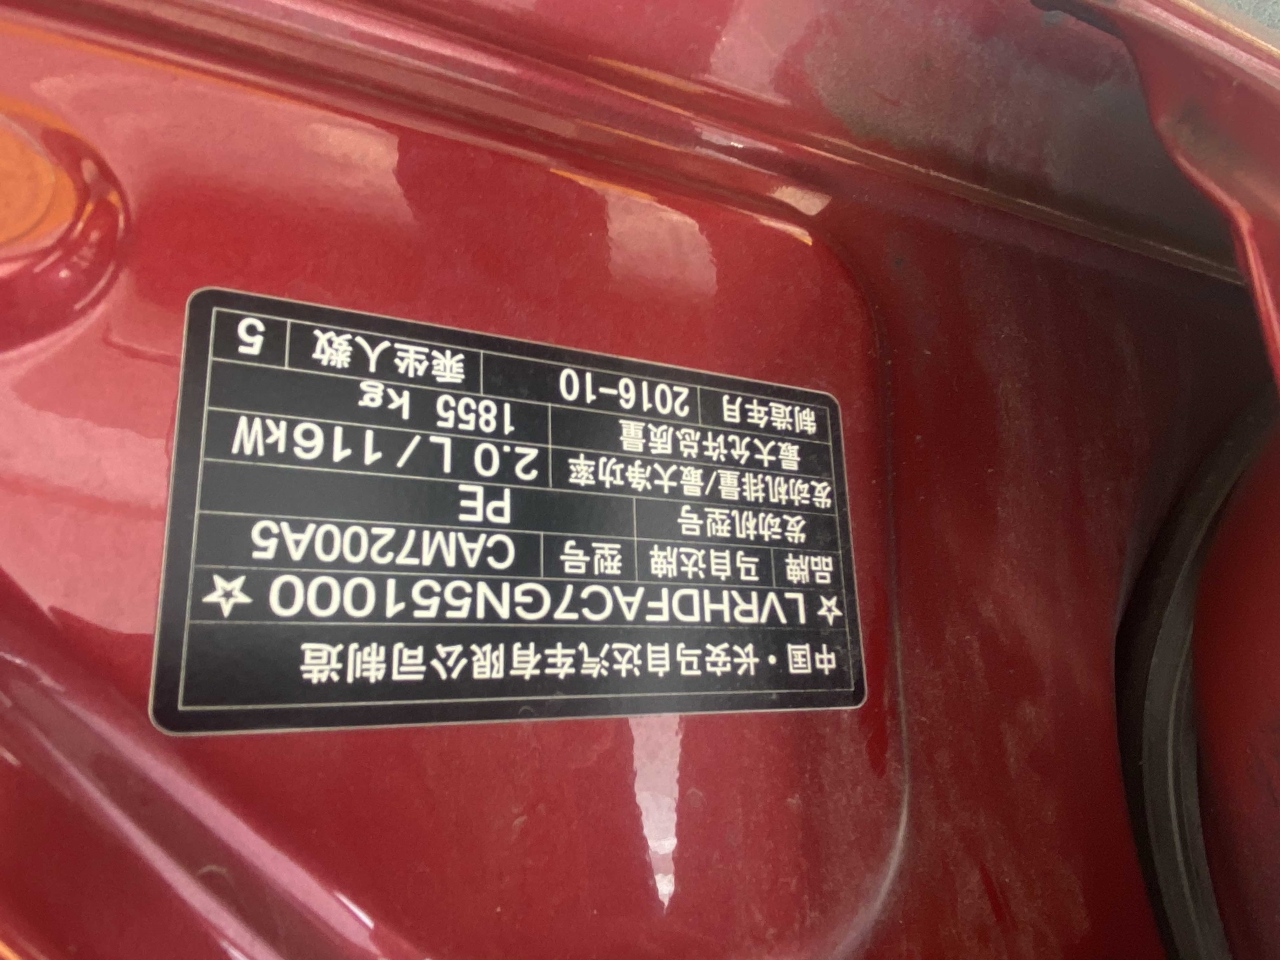 中国·长安马自达汽车有限公司制造
☆LVRHDFAC7GN551000☆
品牌 马自达牌 型号 CAM7200A5
发动机型号 PE
发动机排量/最大净功率 2.0 L / 116kW
最大允许总质量 1855 kg
制造年月 2016-10 乘坐人数 5